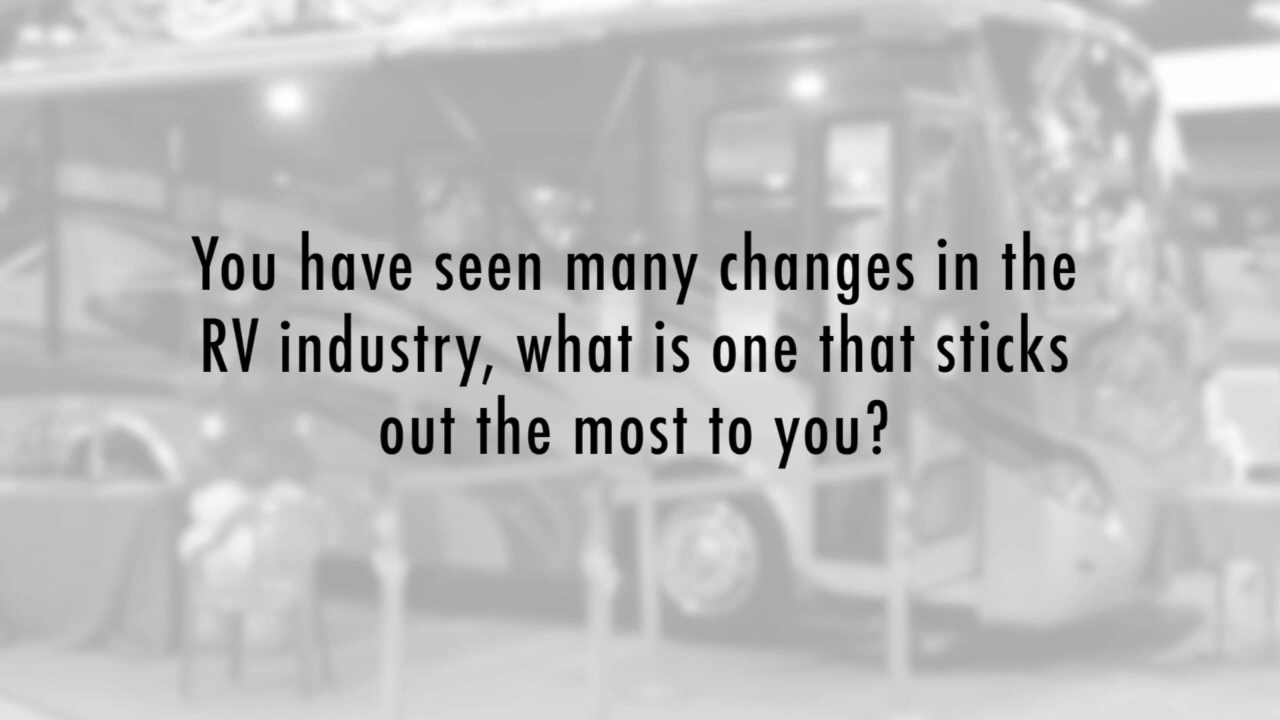 You have seen many changes in the
RV industry, what is one that sticks
out the most to you?